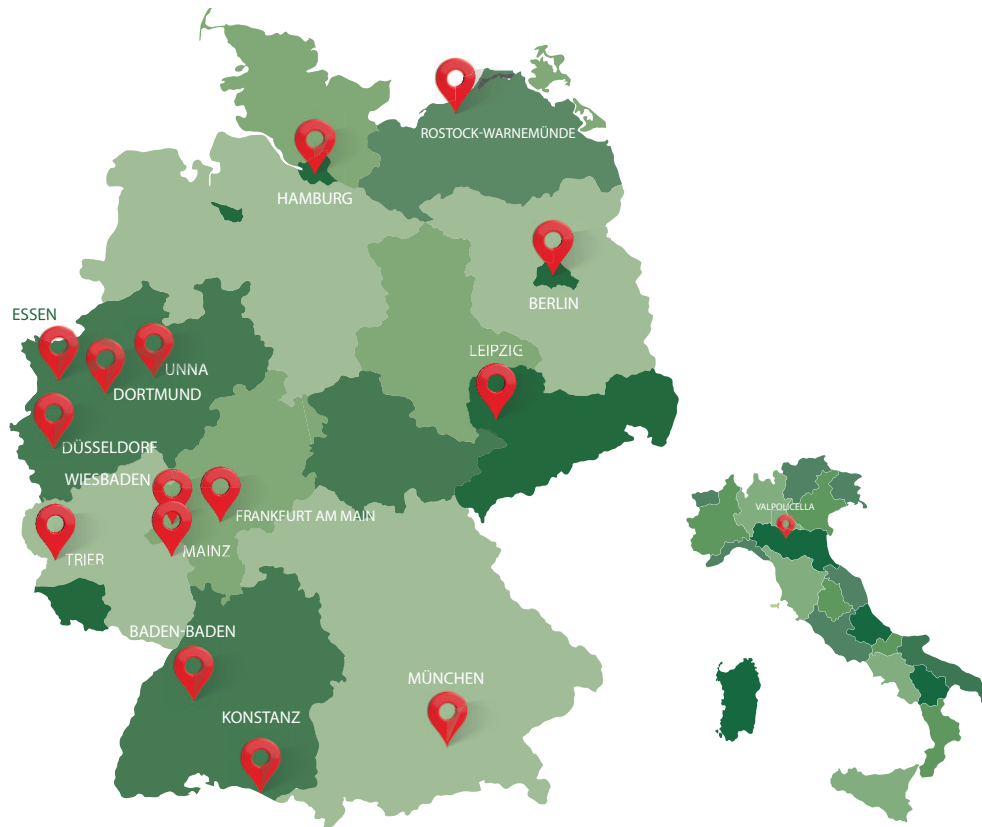 ROSTOCK-WARNEMÜNDE
HAMBURG
BERLIN
ESSEN
LEIPZIG
UNNA
DORTMUND
DÜSSELDORF
WIESBADEN
FRANKFURT AM MAIN
MAINZ
TRIER
BADEN-BADEN
MÜNCHEN
KONSTANZ
VALPOLICELLA